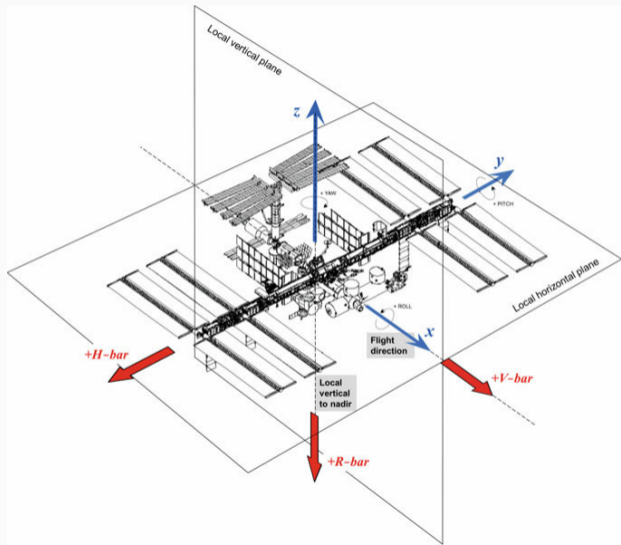 Local vertical plane
z
y
+ YAW
+ PITCH
Local horizontal plane
+ ROLL
x
Flight
direction
+H-bar
+V-bar
Local
vertical
to nadir
+R-bar